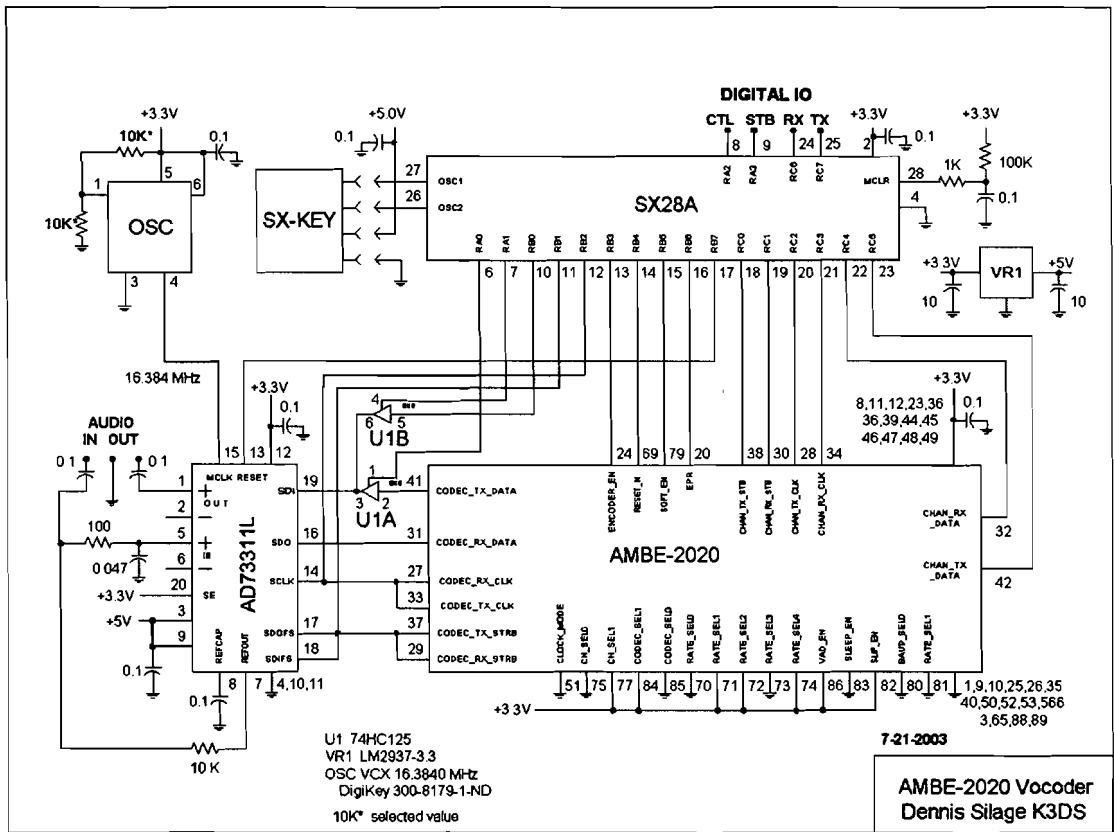 DIGITAL IO
CTL STB RX TX
8 9 24 25 2
RA2 RA3 RC6 RC7
+3.3V
0.1
+3.3V
100K
1K
28
MCLR
4
0.1
+3.3V
10K*
0.1
5
1
6
10K*
OSC
3
4
+5.0V
0.1
SX-KEY
27
OSC1
26
OSC2
SX28A
RA0 RA1 RB0 RB1 RB2 RB3 RB4 RB5 RB6 RB7 RC0 RC1 RC2 RC3 RC4 RC5
6 7 10 11 12 13 14 15 16 17 18 19 20 21 22 23
+3 3V
VR1
+5V
10
10
16.384 MHz
+3.3V
0.1
4
6
5
U1B
+3.3V
0.1
8,11,12,23,36
36,39,44,45
46,47,48,49
AUDIO
IN OUT
0 1
0 1
15 13 12
MCLK RESET
1
+
OUT
2
—
100
5
+
IN
0 047
6
—
20
SE
+3.3V
3
+5V
9
0.1
AD73311L
19
SDI
16
SDO
14
SCLK
17
SDOFS
18
SDIFS
REFCAP
REFOUT
8 7 4,10,11
0.1
10 K
1
3
2
U1A
41
CODEC_TX_DATA
31
CODEC_RX_DATA
27
CODEC_RX_CLK
33
CODEC_TX_CLK
37
CODEC_TX_STRB
29
CODEC_RX_STRB
24 69 79 20 38 30 28 34
ENCODER_EN
RESET_N
SOFT_EN
EPR
CHAN_TX_STB
CHAN_RX_STB
CHAN_TX_CLK
CHAN_RX_CLK
CHAN_RX
_DATA
32
CHAN_TX
_DATA
42
AMBE-2020
CLOCK_MODE
CH_SEL0
CH_SEL1
CODEC_SEL1
CODEC_SEL0
RATE_SEL0
RATE_SEL1
RATE_SEL2
RATE_SEL3
RATE_SEL4
VAD_EN
SLEEP_EN
SLIP_EN
BAUD_SEL0
RATE_SEL1
51 75 77 84 85 70 71 72 73 74 86 83 82 80 81
+3 3V
1,9,10,25,26,35
40,50,52,53,566
3,65,88,89
U1 74HC125
VR1 LM2937-3.3
OSC VCX 16.3840 MHz
DigiKey 300-8179-1-ND
10K* selected value
7-21-2003
AMBE-2020 Vocoder
Dennis Silage K3DS